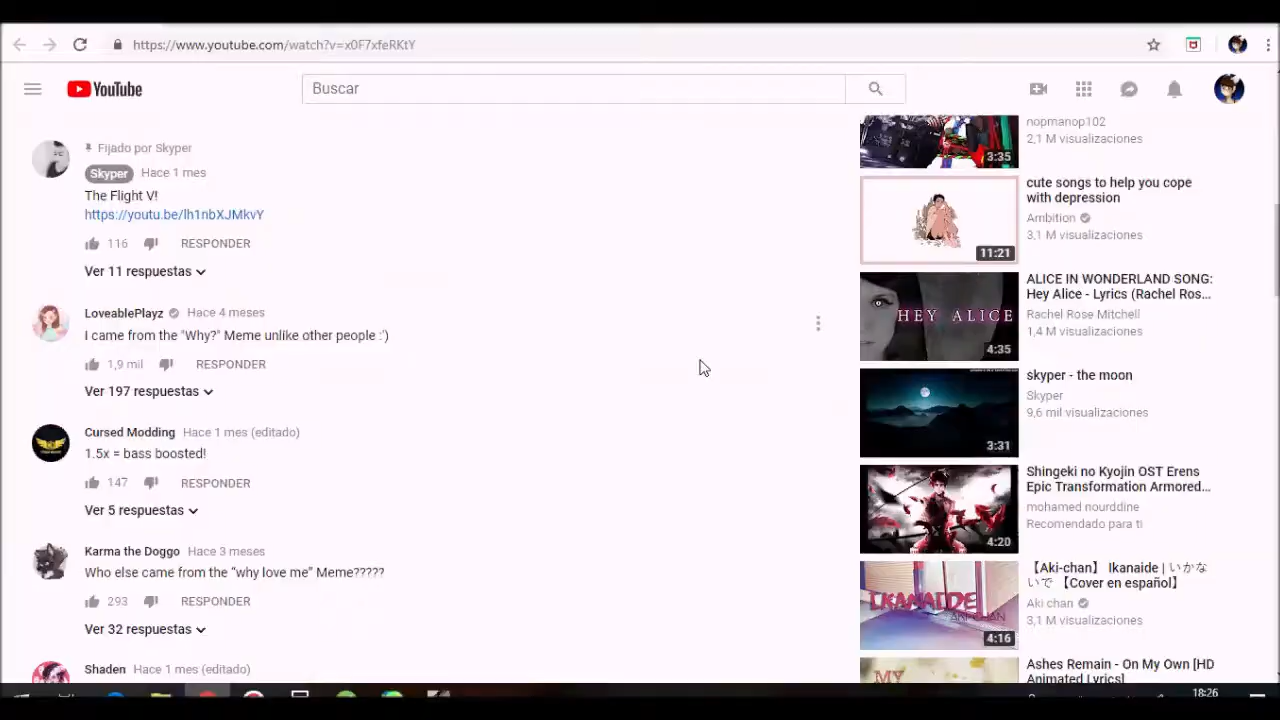 https://www.youtube.com/watch?v=x0F7xfeRKtY
YouTube
Buscar
Fijado por Skyper
Skyper Hace 1 mes
The Flight V!
https://youtu.be/lh1nbXJMkvY
116 RESPONDER
Ver 11 respuestas
LoveablePlayz Hace 4 meses
I came from the "Why?" Meme unlike other people :')
1,9 mil RESPONDER
Ver 197 respuestas
Cursed Modding Hace 1 mes (editado)
1.5x = bass boosted!
147 RESPONDER
Ver 5 respuestas
Karma the Doggo Hace 3 meses
Who else came from the “why love me” Meme?????
293 RESPONDER
Ver 32 respuestas
Shaden Hace 1 mes (editado)
3:35
nopmanop102
2,1 M visualizaciones
11:21
cute songs to help you cope
with depression
Ambition
3,1 M visualizaciones
HEY ALICE
4:35
ALICE IN WONDERLAND SONG:
Hey Alice - Lyrics (Rachel Ros...
Rachel Rose Mitchell
1,4 M visualizaciones
3:31
skyper - the moon
Skyper
9,6 mil visualizaciones
4:20
Shingeki no Kyojin OST Erens
Epic Transformation Armored...
mohamed nourddine
Recomendado para ti
IKANAIDE
AKI-CHAN
4:16
【Aki-chan】 Ikanaide | いかな
いで 【Cover en español】
Aki chan
3,1 M visualizaciones
MY
Ashes Remain - On My Own [HD
Animated Lyrics]
18:26